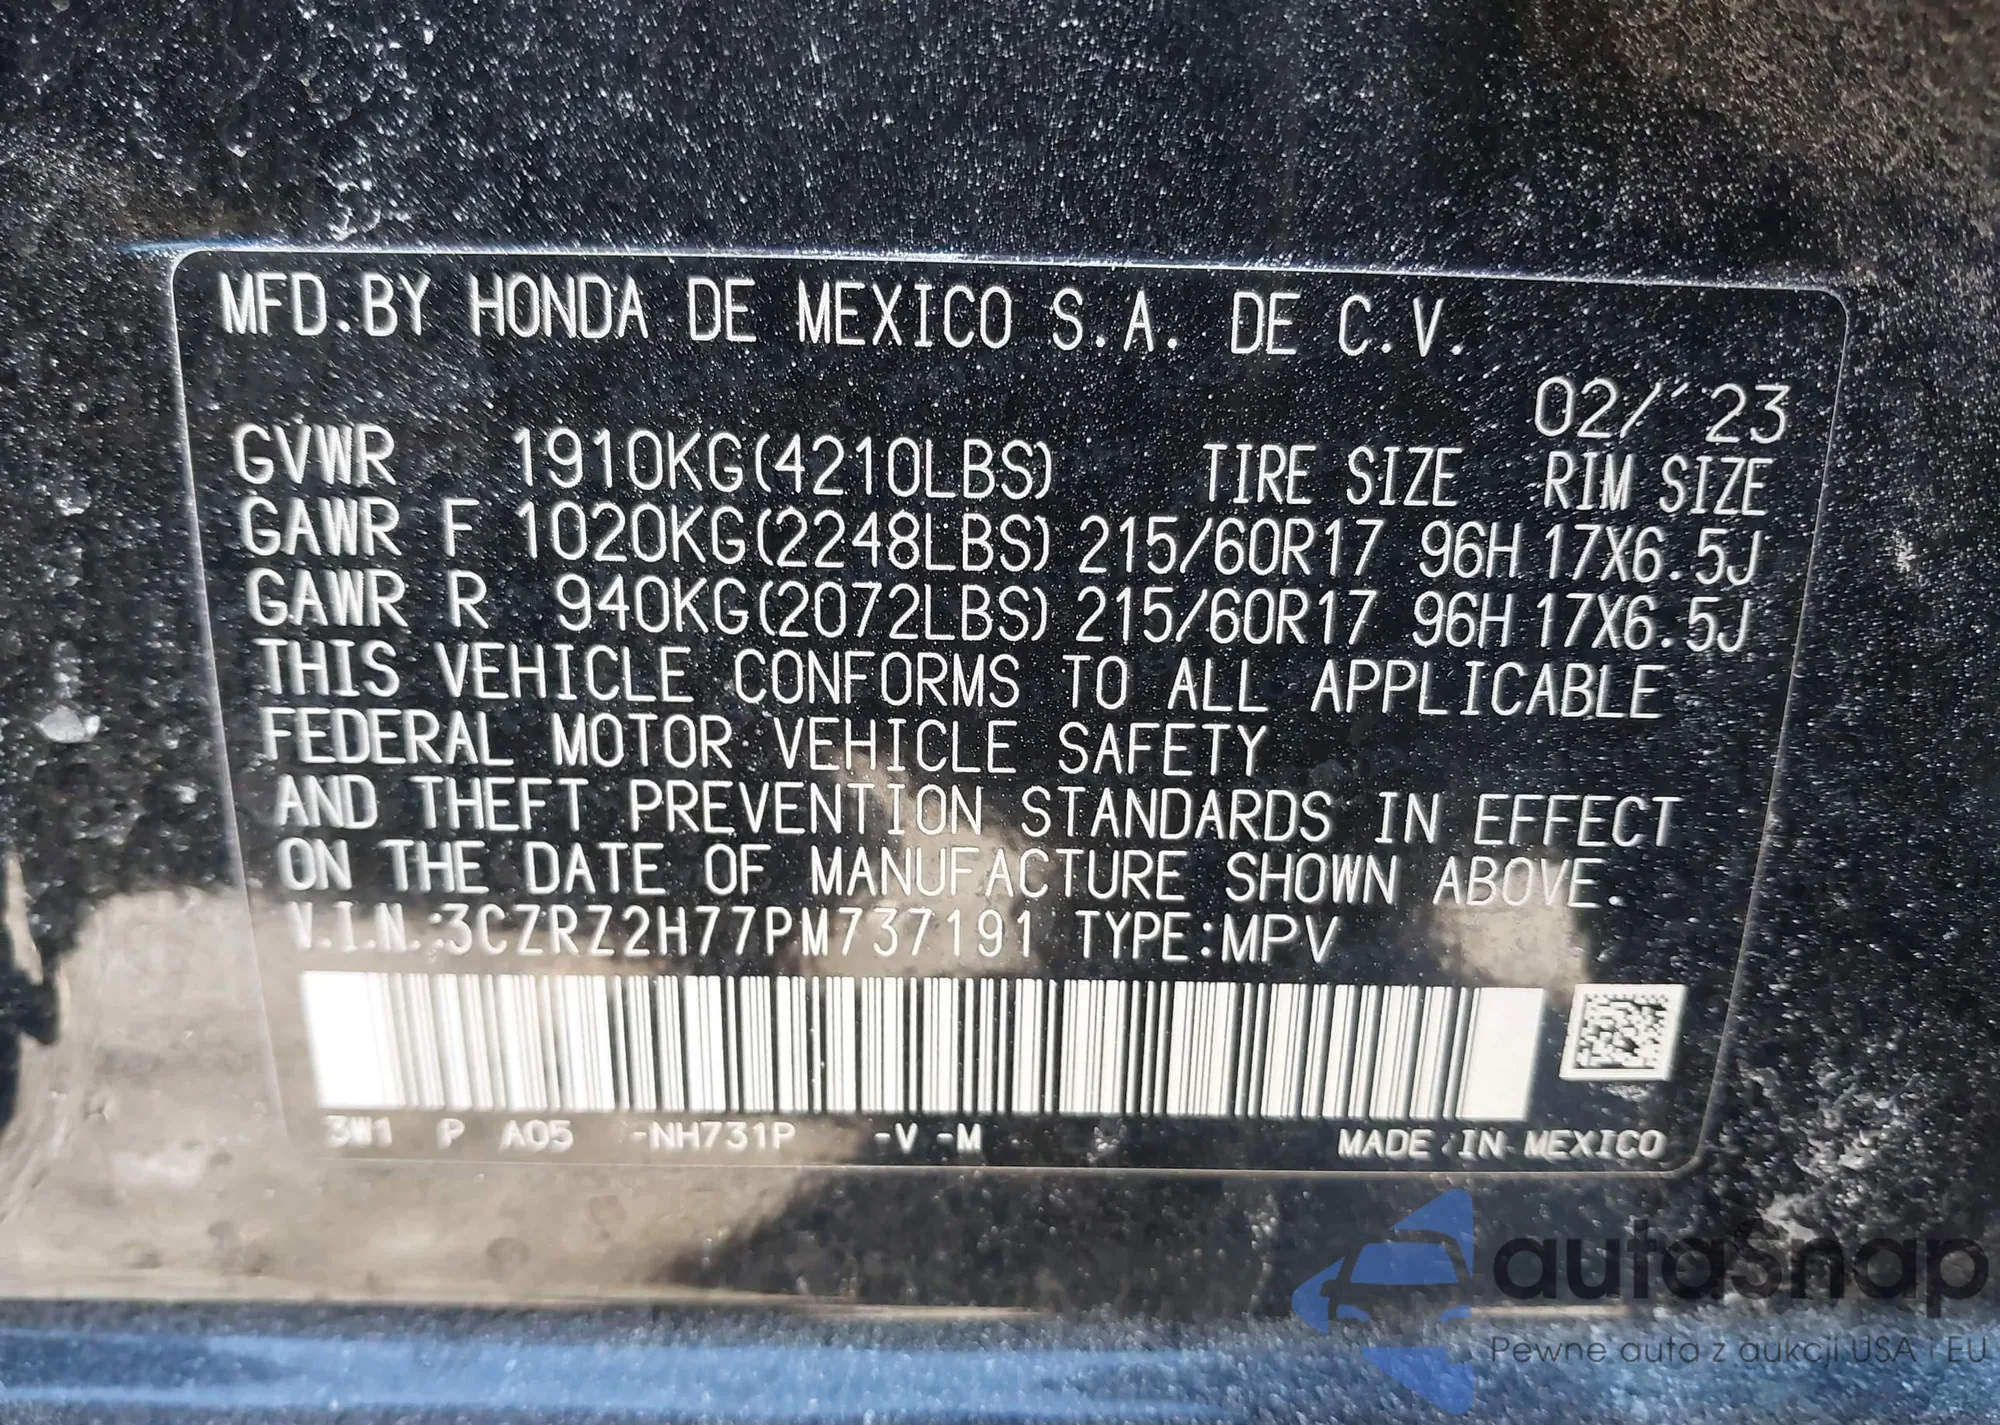 MFD.BY HONDA DE MEXICO S.A. DE C.V.
02/'23
GVWR 1910KG(4210LBS) TIRE SIZE RIM SIZE
GAWR F 1020KG(2248LBS) 215/60R17 96H 17X6.5J
GAWR R 940KG(2072LBS) 215/60R17 96H 17X6.5J
THIS VEHICLE CONFORMS TO ALL APPLICABLE
FEDERAL MOTOR VEHICLE SAFETY
AND THEFT PREVENTION STANDARDS IN EFFECT
ON THE DATE OF MANUFACTURE SHOWN ABOVE.
V.I.N.:3CZRZ2H77PM737191 TYPE:MPV
3W1 P A05 -NH731P -V -M MADE IN MEXICO
autasnap
Pewne auta z aukcji USA i EU